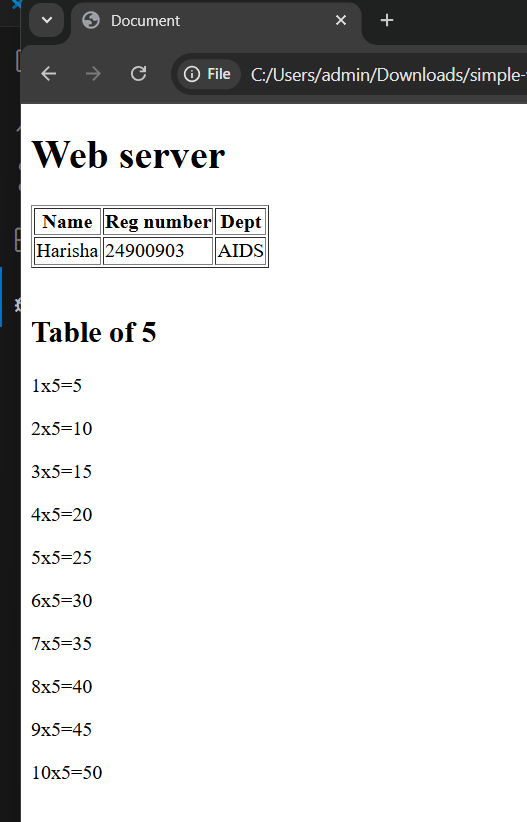 Document
File C:/Users/admin/Downloads/simple-
Web server
Name Reg number Dept
Harisha 24900903 AIDS
Table of 5
1x5=5
2x5=10
3x5=15
4x5=20
5x5=25
6x5=30
7x5=35
8x5=40
9x5=45
10x5=50